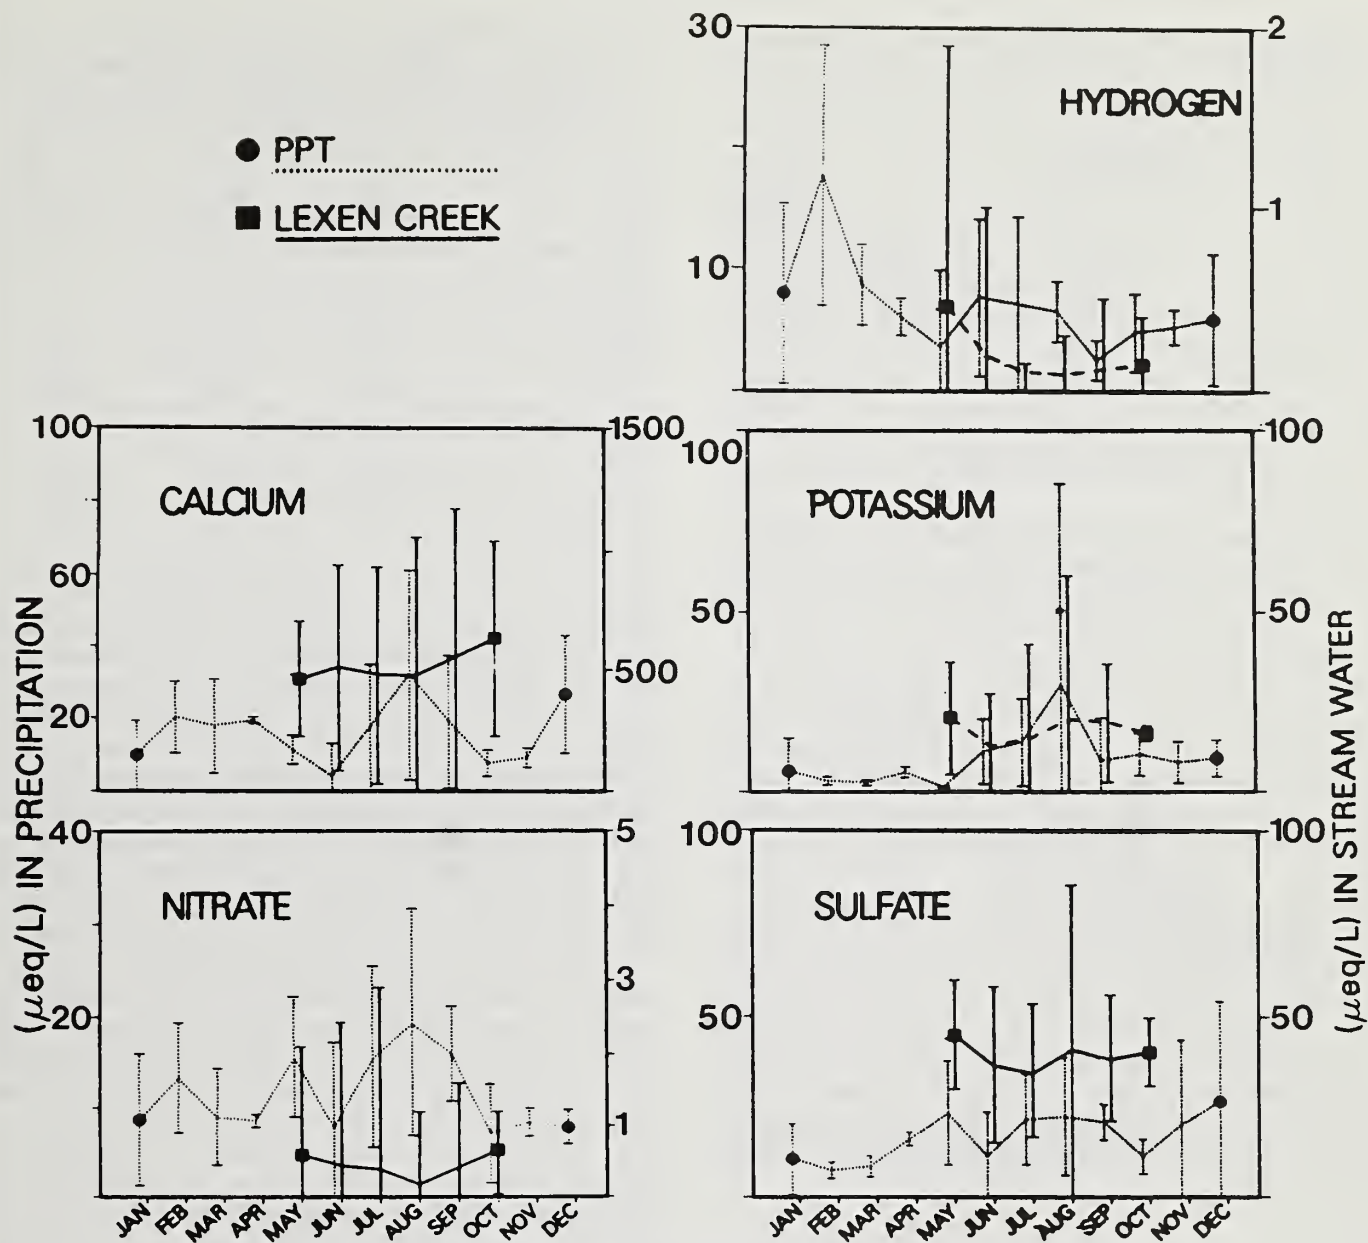 ● PPT
■ LEXEN CREEK
30
10
2
1
HYDROGEN
100
60
20
1500
500
CALCIUM
100
50
100
50
POTASSIUM
40
20
5
3
1
NITRATE
100
50
100
50
SULFATE
(μeq/L) IN PRECIPITATION
(μeq/L) IN STREAM WATER
JAN FEB MAR APR MAY JUN JUL AUG SEP OCT NOV DEC
JAN FEB MAR APR MAY JUN JUL AUG SEP OCT NOV DEC